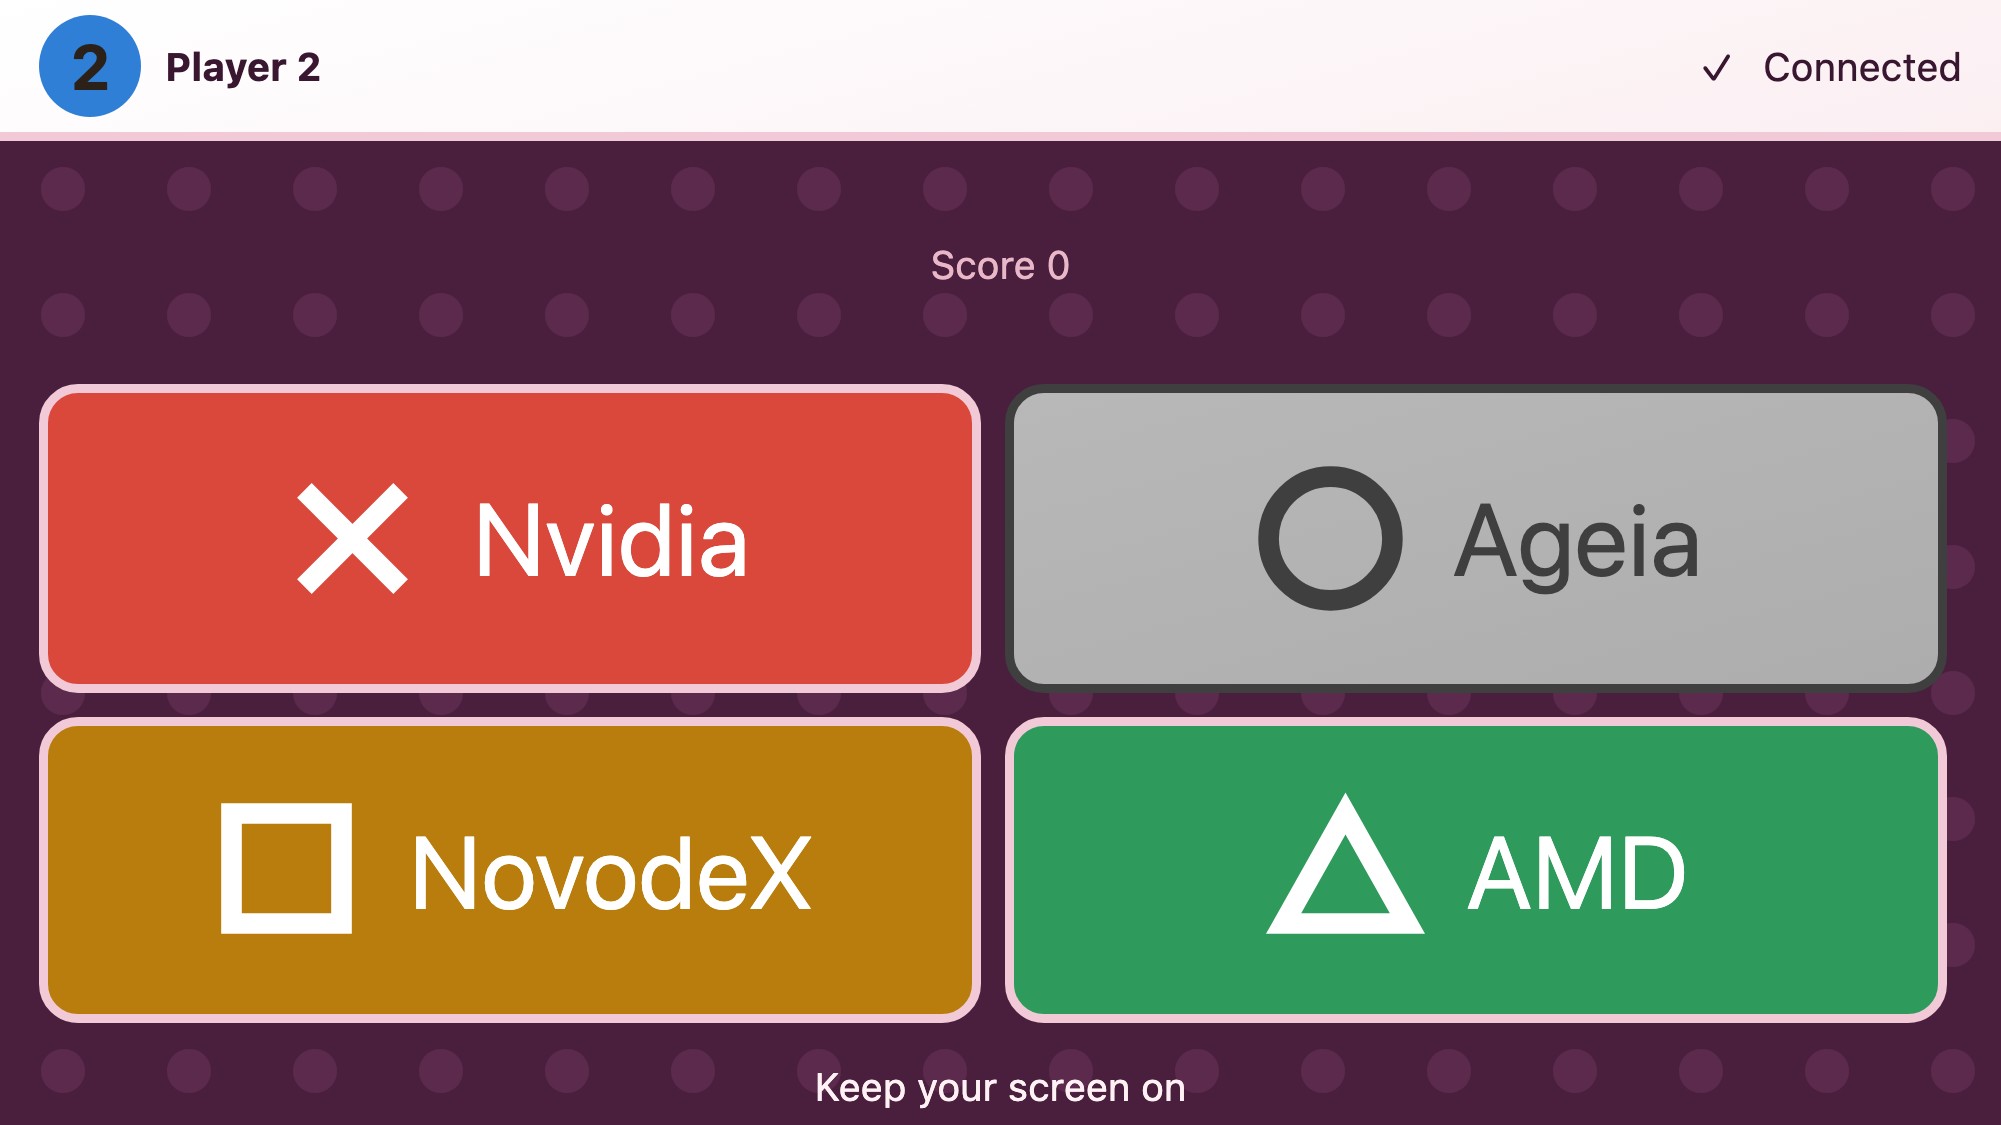 2 Player 2
✓ Connected
Score 0
Nvidia
Ageia
NovodeX
AMD
Keep your screen on